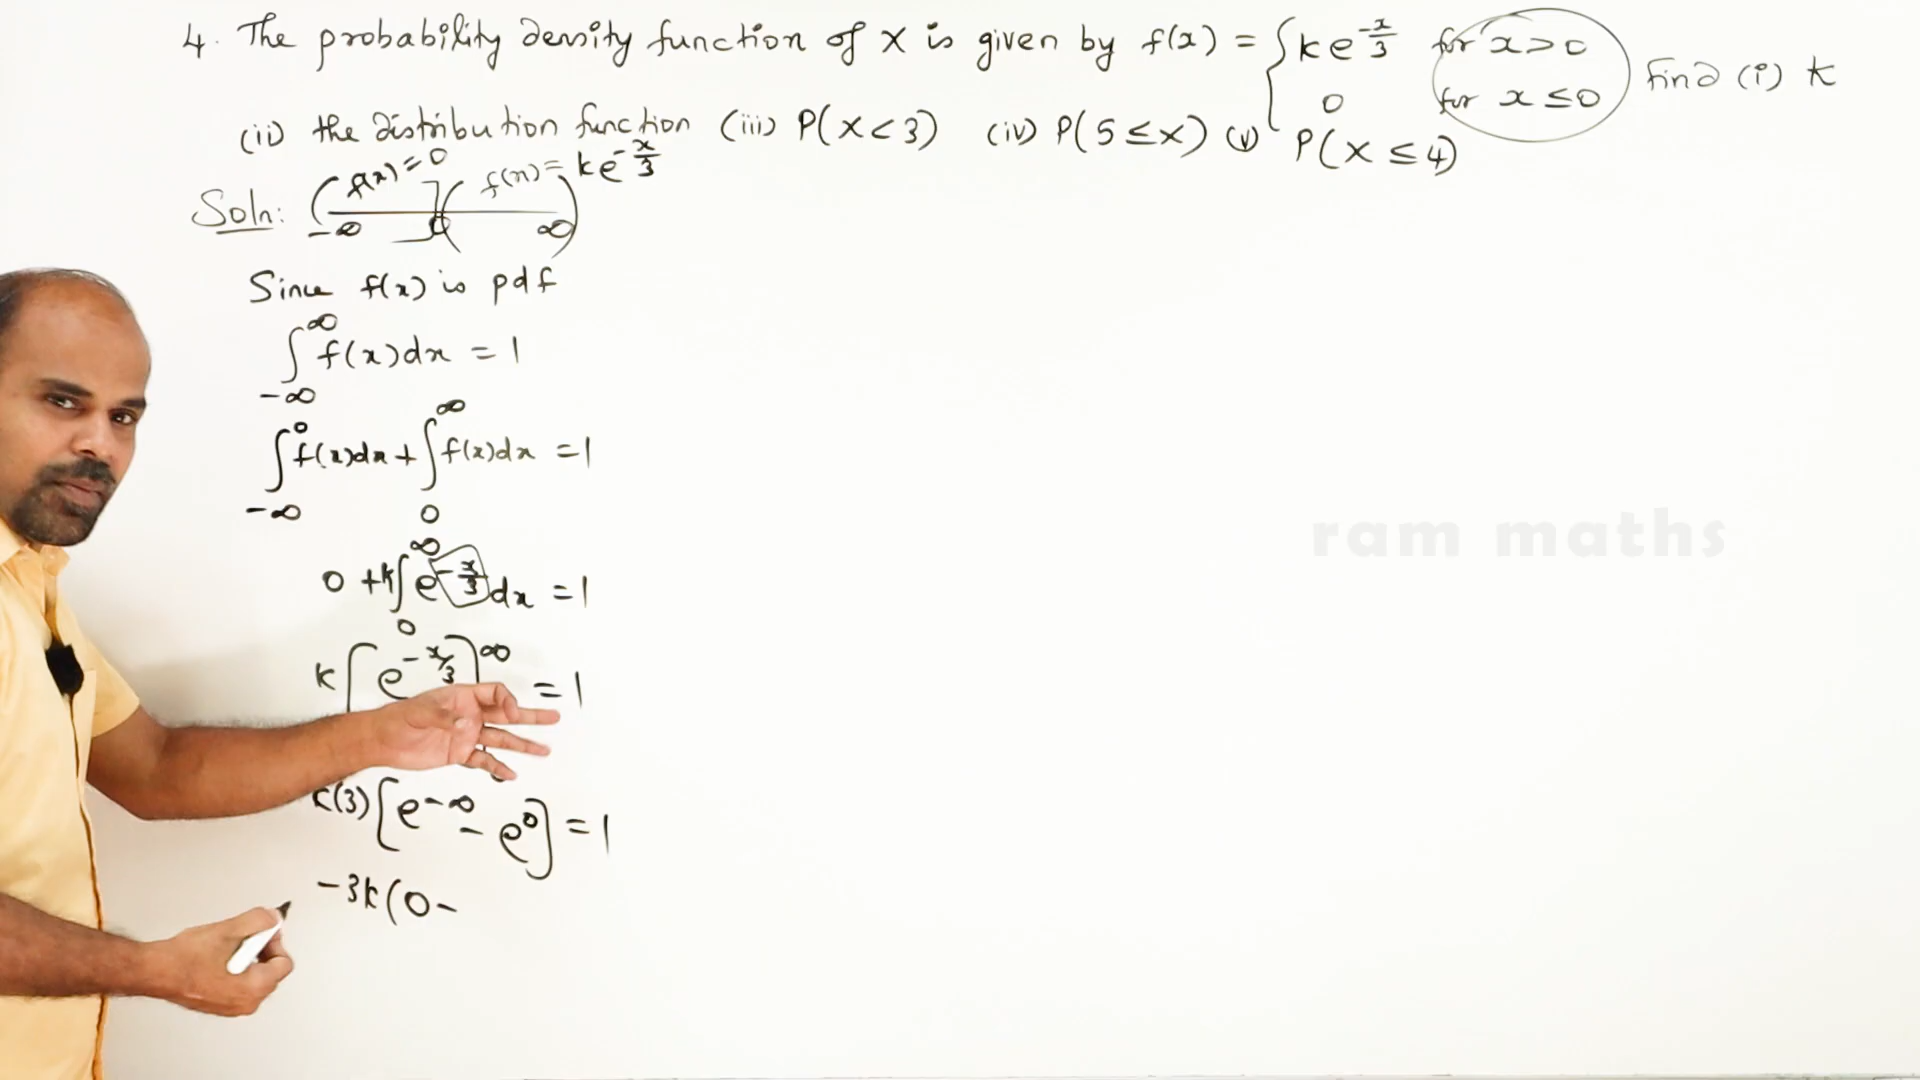 4. The probability density function of X is given by f(x) = { k e^{-x/3} for x > 0
0 for x ≤ 0 Find (i) k
(ii) the distribution function (iii) P(X < 3) (iv) P(5 ≤ X) (v) P(X ≤ 4)
f(x) = 0 f(x) = k e^{-x/3}
Soln: -∞ 0 ∞
Since f(x) is pdf
∫_{-∞}^{∞} f(x) dx = 1
∫_{-∞}^{0} f(x) dx + ∫_{0}^{∞} f(x) dx = 1
0 + k ∫_{0}^{∞} e^{-x/3} dx = 1
k [ e^{-x/3} ]^{∞} = 1
k(3) [ e^{-∞} - e^{0} ] = 1
-3k(0 -
ram maths